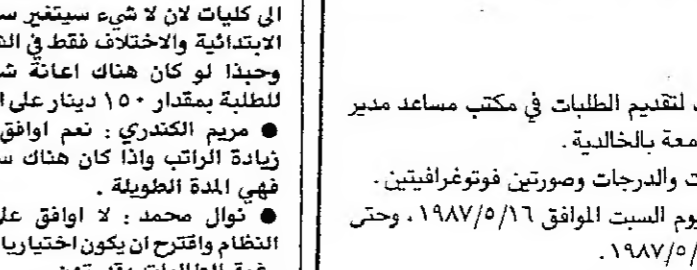 لتقديم الطلبات في مكتب مساعد مدير
معة بالخالدية .
ت والدرجات وصورتين فوتوغرافيتين .
يوم السبت الموافق ١٩٨٧/٥/١٦ ، وحتى
١٩٨٧/٥/ .
الى كليات لان لا شيء سيتغير س
الابتدائية والاختلاف فقط في الش
وحبذا لو كان هناك اعانة ش
للطلبة بمقدار ١٥٠ دينار على ا
● مريم الكندري : نعم اوافق
زيادة الراتب واذا كان هناك س
فهي المدة الطويلة .
● نوال محمد : لا اوافق على
النظام واقترح ان يكون اختياريا